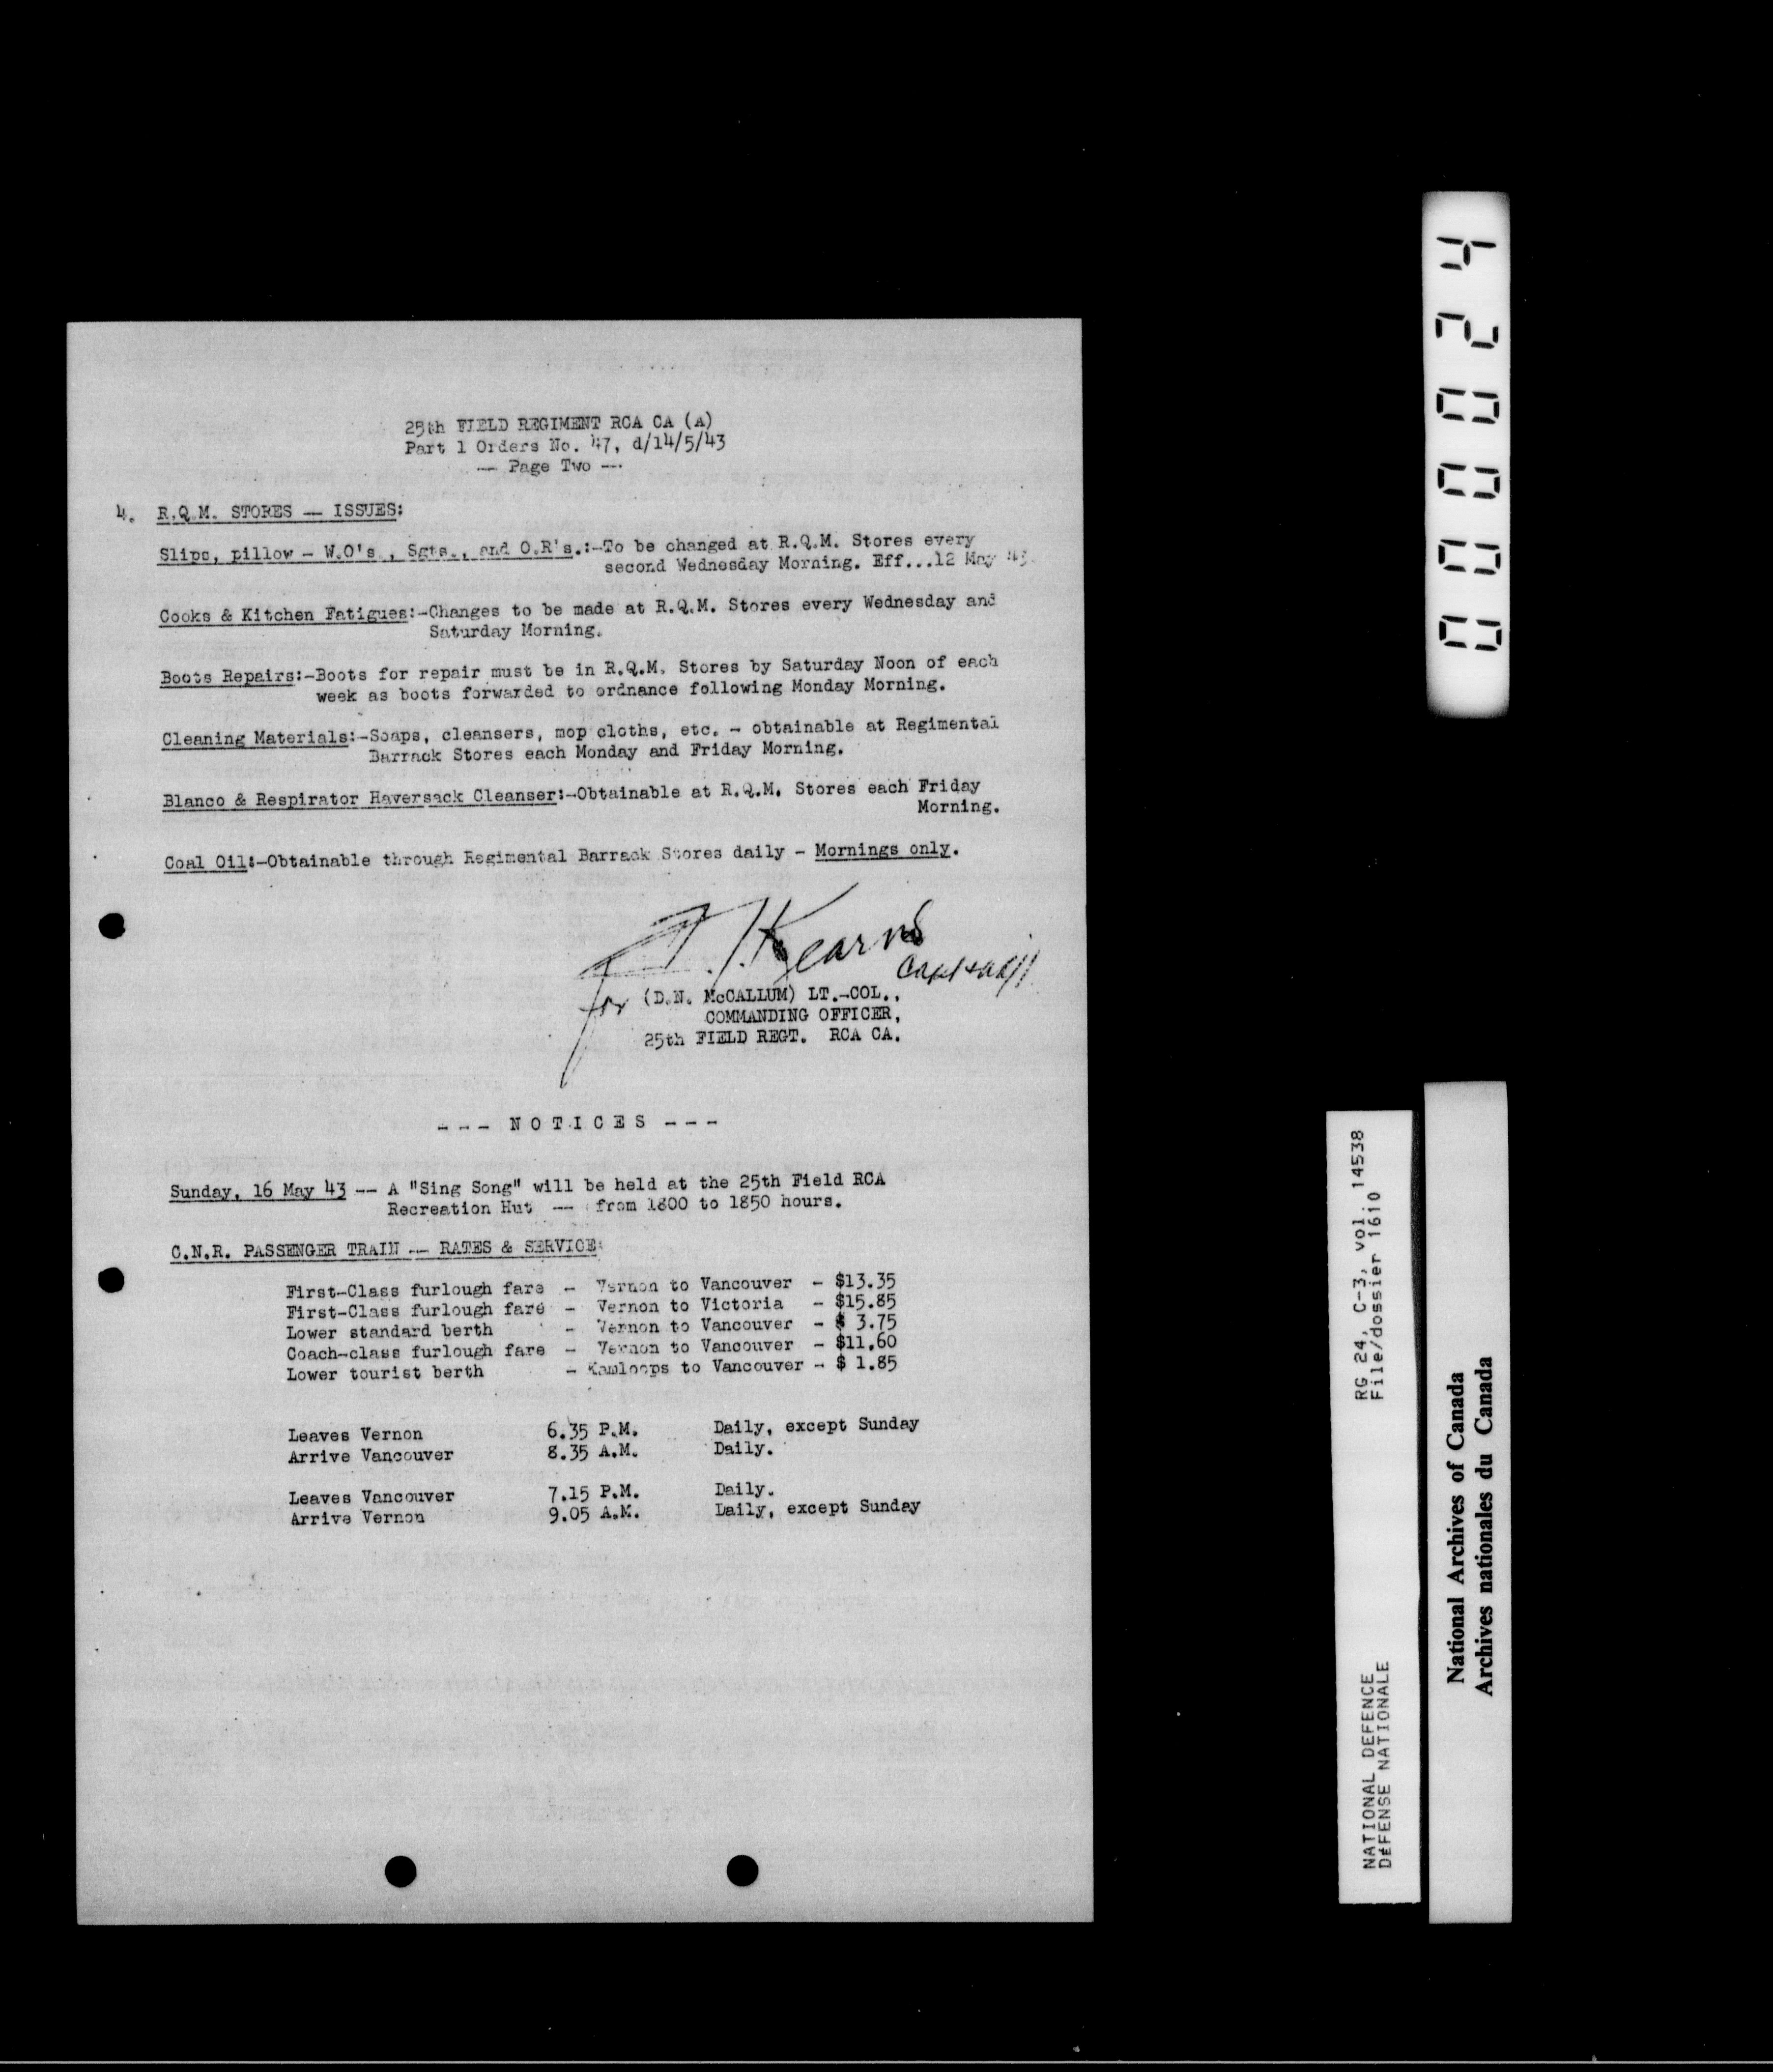 25th FIELD REGIMENT RCA CA (A)
Part 1 Orders No. 47, d/14/5/43
-- Page Two --
4. R.Q.M. STORES -- ISSUES:
Slips, pillow - W.O's., Sgts., and O.R's.:-To be changed at R.Q.M. Stores every
second Wednesday Morning. Eff...12 May 43.
Cooks & Kitchen Fatigues:-Changes to be made at R.Q.M. Stores every Wednesday and
Saturday Morning.
Boots Repairs:-Boots for repair must be in R.Q.M. Stores by Saturday Noon of each
week as boots forwarded to ordnance following Monday Morning.
Cleaning Materials:-Soaps, cleansers, mop cloths, etc. - obtainable at Regimental
Barrack Stores each Monday and Friday Morning.
Blanco & Respirator Haversack Cleanser:-Obtainable at R.Q.M. Stores each Friday
Morning.
Coal Oil:-Obtainable through Regimental Barrack Stores daily - Mornings only.
Kearns
for (D.N. McCALLUM) LT.-COL.,
COMMANDING OFFICER,
25th FIELD REGT. RCA CA.
--- NOTICES ---
Sunday, 16 May 43 -- A "Sing Song" will be held at the 25th Field RCA
Recreation Hut -- from 1800 to 1850 hours.
C.N.R. PASSENGER TRAIN -- RATES & SERVICE:
First-Class furlough fare - Vernon to Vancouver - $13.35
First-Class furlough fare - Vernon to Victoria - $15.85
Lower standard berth - Vernon to Vancouver - $ 3.75
Coach-class furlough fare - Vernon to Vancouver - $11.60
Lower tourist berth - Kamloops to Vancouver - $ 1.85
Leaves Vernon 6.35 P.M. Daily, except Sunday
Arrive Vancouver 8.35 A.M. Daily.
Leaves Vancouver 7.15 P.M. Daily.
Arrive Vernon 9.05 A.M. Daily, except Sunday
000024
NATIONAL DEFENCE RG 24, C-3, vol. 14538
DÉFENSE NATIONALE File/dossier 1610
National Archives of Canada
Archives nationales du Canada